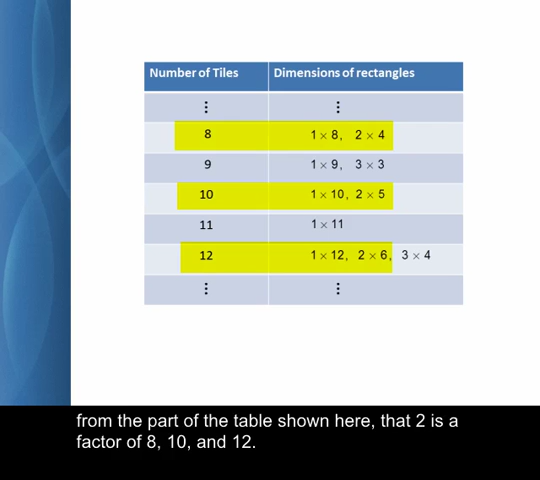 Number of Tiles Dimensions of rectangles
⋮ ⋮
8 1 × 8, 2 × 4
9 1 × 9, 3 × 3
10 1 × 10, 2 × 5
11 1 × 11
12 1 × 12, 2 × 6, 3 × 4
⋮ ⋮
from the part of the table shown here, that 2 is a
factor of 8, 10, and 12.